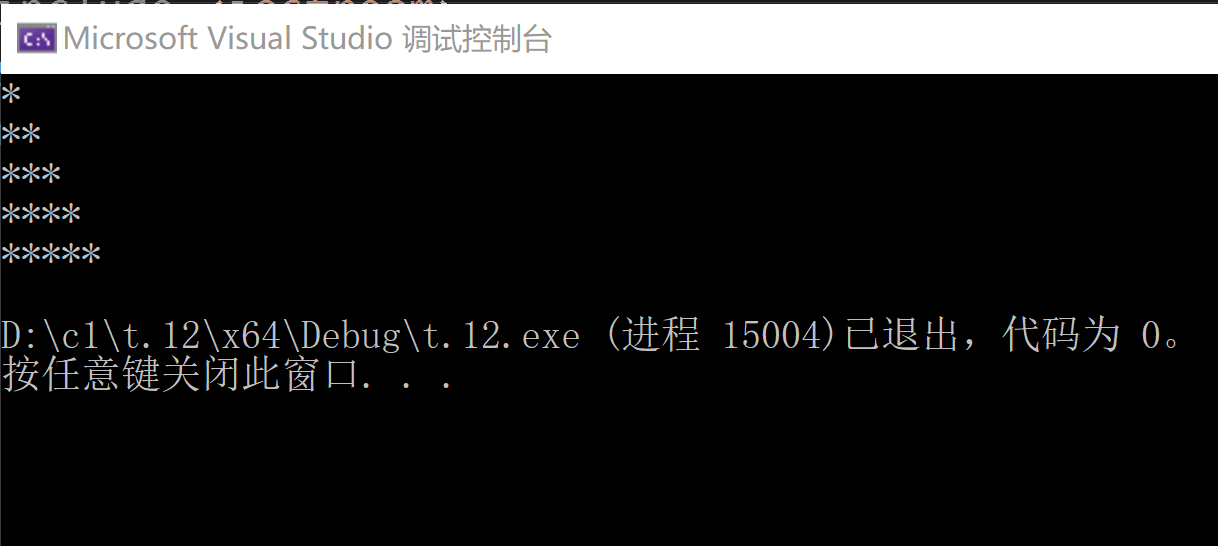 Microsoft Visual Studio 调试控制台
*
**
***
****
*****
D:\c1\t.12\x64\Debug\t.12.exe (进程 15004)已退出，代码为 0。
按任意键关闭此窗口. . .